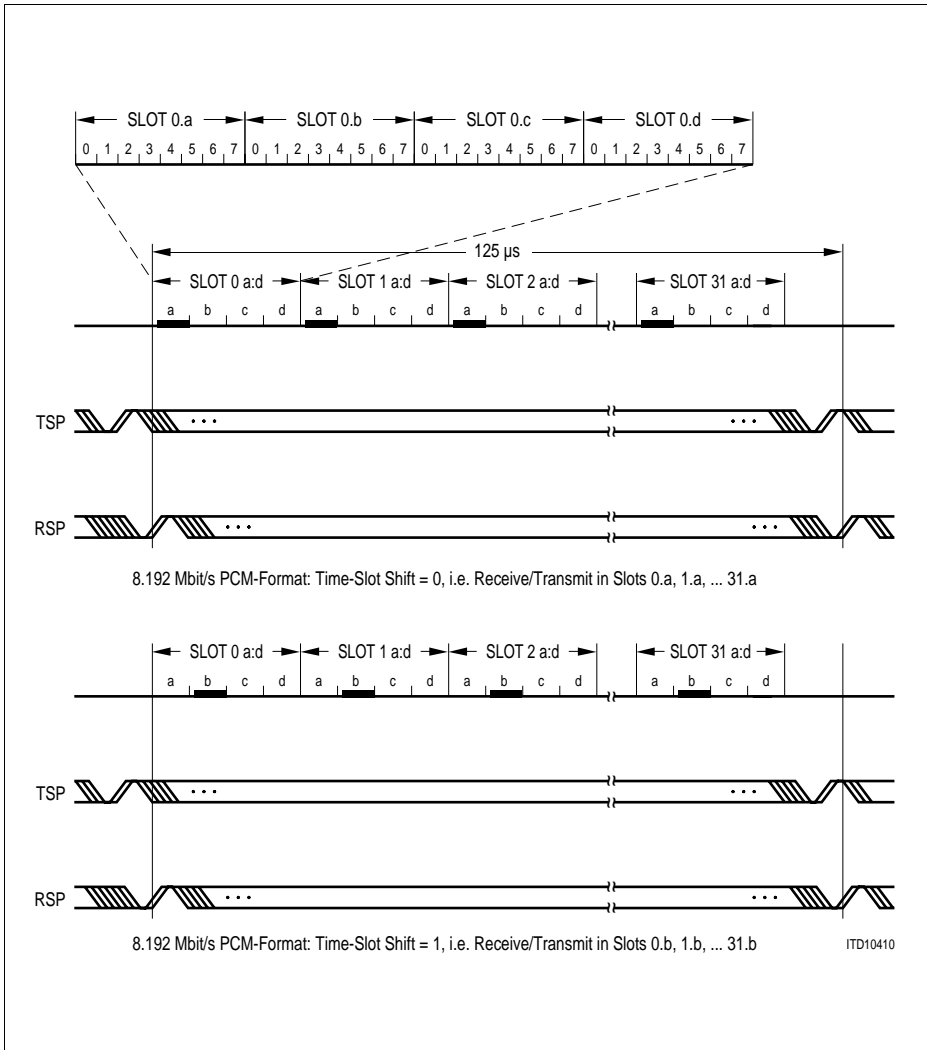 SLOT 0.a SLOT 0.b SLOT 0.c SLOT 0.d
0 1 2 3 4 5 6 7 0 1 2 3 4 5 6 7 0 1 2 3 4 5 6 7 0 1 2 3 4 5 6 7
125 µs
SLOT 0 a:d SLOT 1 a:d SLOT 2 a:d SLOT 31 a:d
a b c d a b c d a b c d a b c d
TSP
RSP
8.192 Mbit/s PCM-Format: Time-Slot Shift = 0, i.e. Receive/Transmit in Slots 0.a, 1.a, ... 31.a
SLOT 0 a:d SLOT 1 a:d SLOT 2 a:d SLOT 31 a:d
a b c d a b c d a b c d a b c d
TSP
RSP
8.192 Mbit/s PCM-Format: Time-Slot Shift = 1, i.e. Receive/Transmit in Slots 0.b, 1.b, ... 31.b
ITD10410